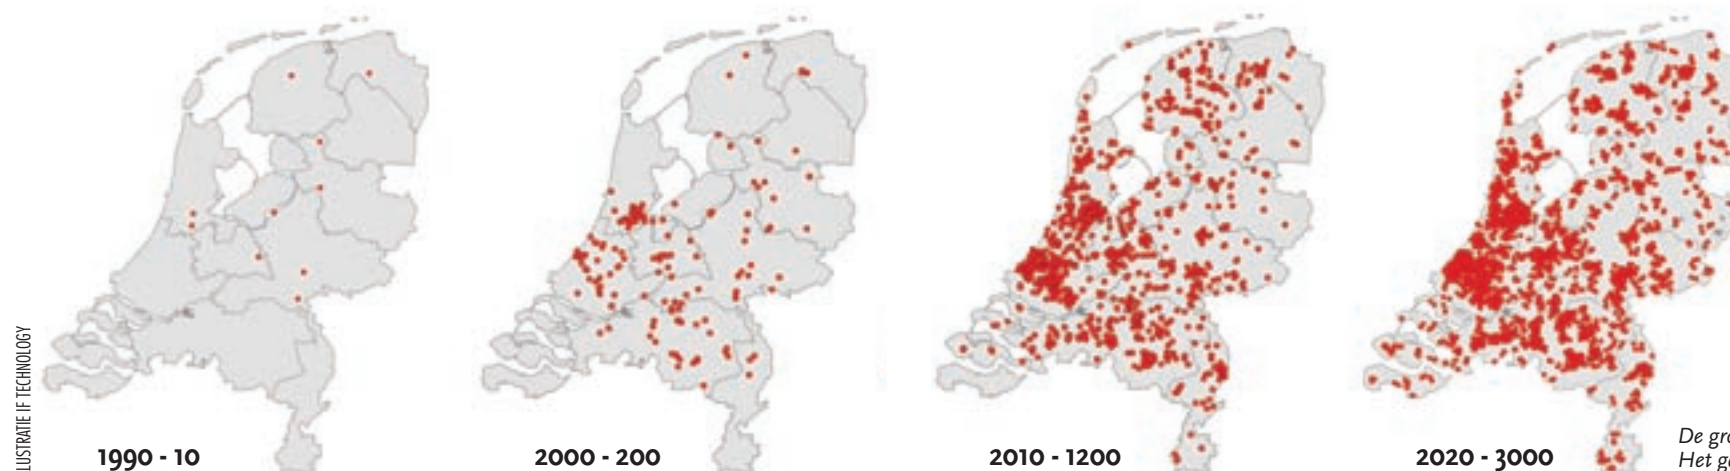 LUSTRATIE IF TECHNOLOGY
1990 - 10
2000 - 200
2010 - 1200
2020 - 3000
De gro
Het ge